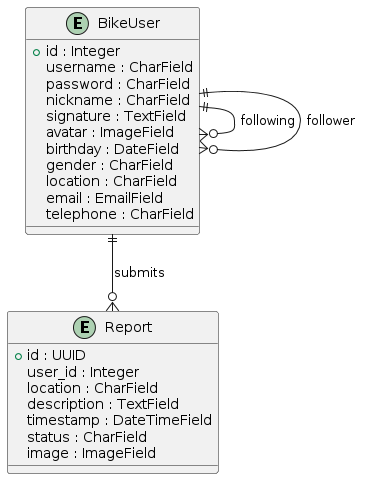 E BikeUser
id : Integer
username : CharField
password : CharField
nickname : CharField
signature : TextField
avatar : ImageField
birthday : DateField
gender : CharField
location : CharField
email : EmailField
telephone : CharField
following
follower
submits
E Report
id : UUID
user_id : Integer
location : CharField
description : TextField
timestamp : DateTimeField
status : CharField
image : ImageField